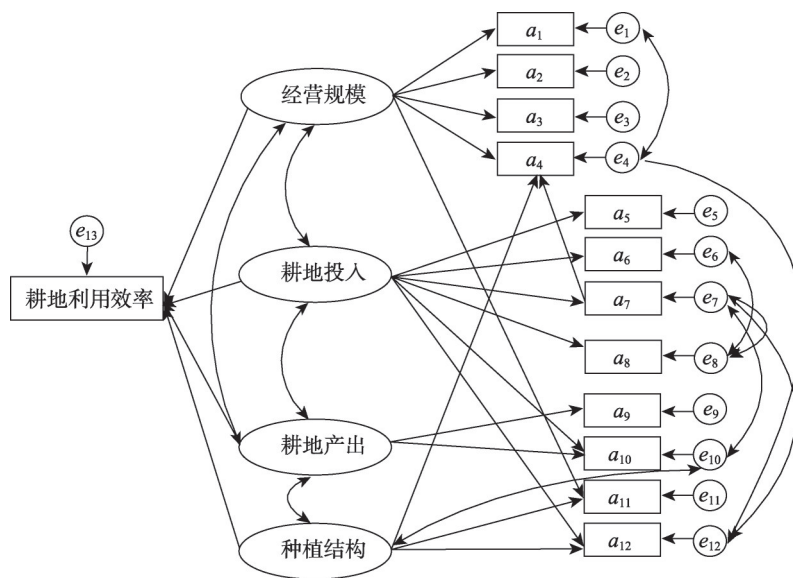 a₁ e₁
经营规模 a₂ e₂
a₃ e₃
a₄ e₄
a₅ e₅
e₁₃ a₆ e₆
耕地投入
耕地利用效率 a₇ e₇
a₈ e₈
a₉ e₉
耕地产出 a₁₀ e₁₀
a₁₁ e₁₁
种植结构 a₁₂ e₁₂